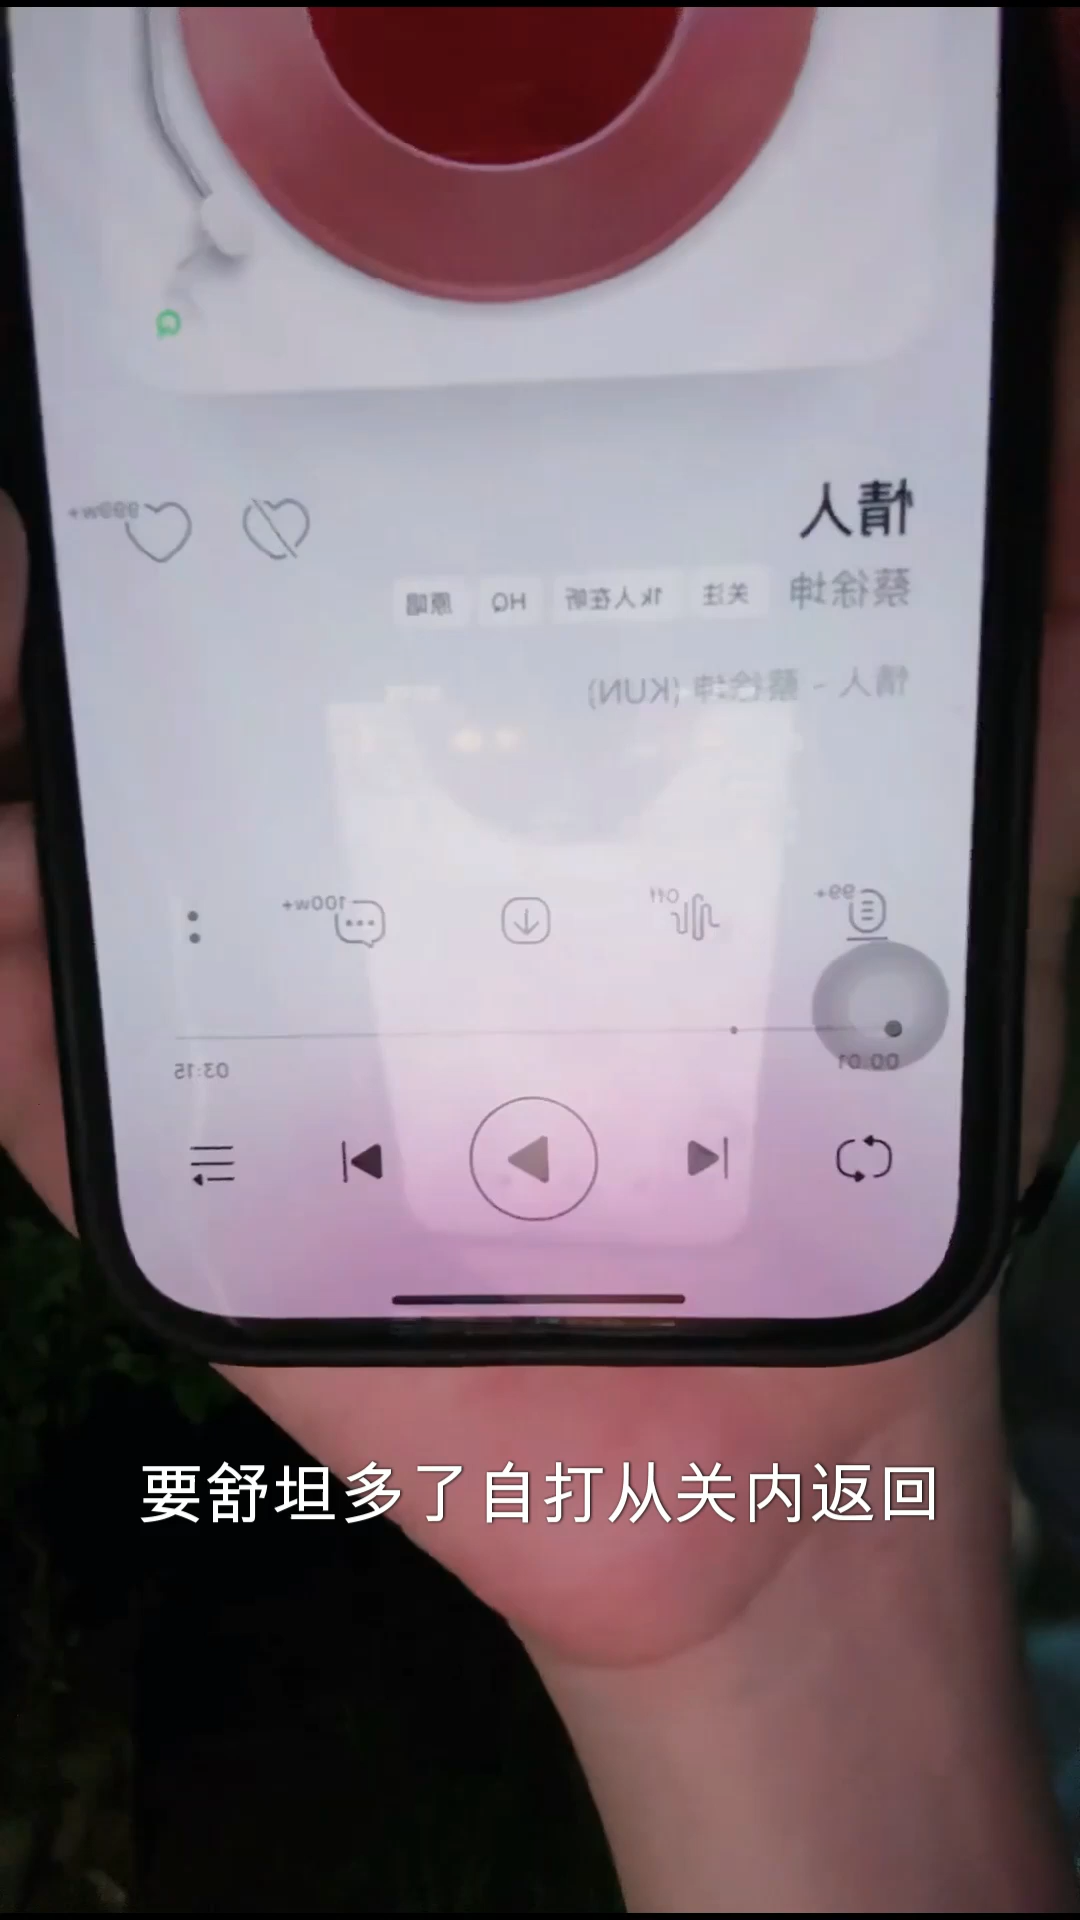 情人
999w+
蔡徐坤 关注 1k人在听 HQ 原唱
情人 - 蔡徐坤 (KUN)
99+ Off 100w+
00:01 03:15
要舒坦多了自打从关内返回